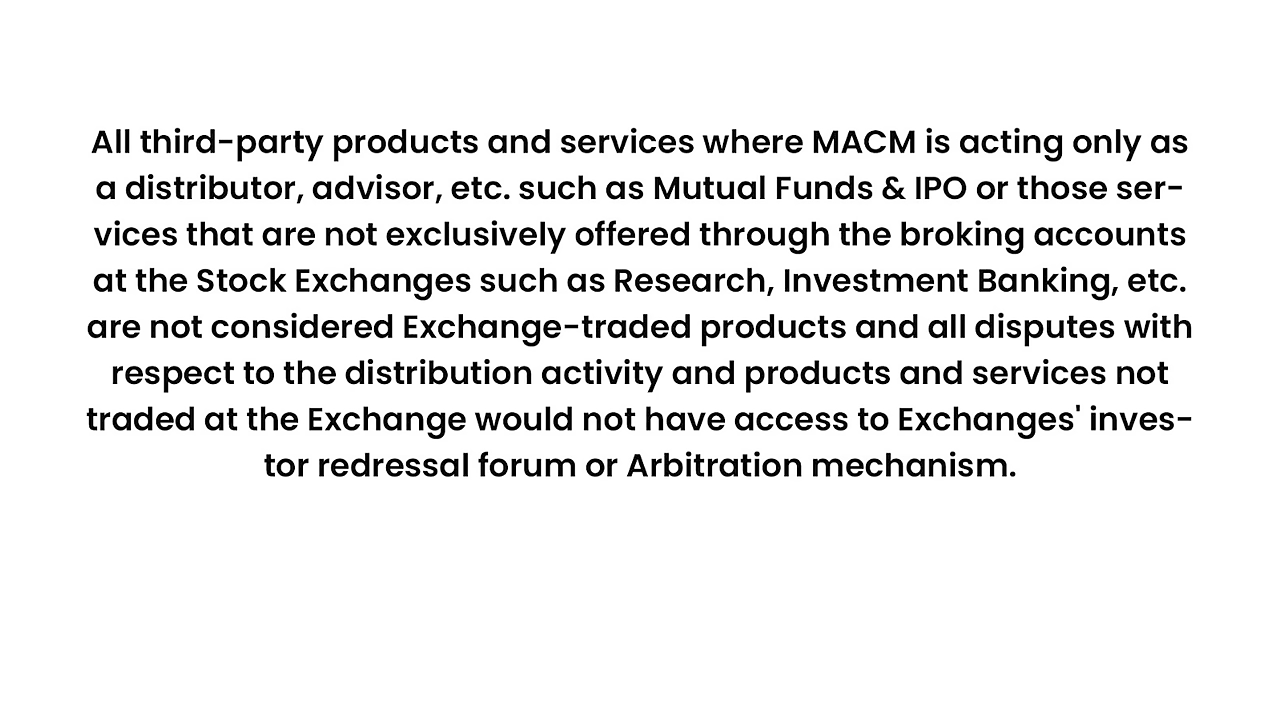 All third-party products and services where MACM is acting only as
a distributor, advisor, etc. such as Mutual Funds & IPO or those ser-
vices that are not exclusively offered through the broking accounts
at the Stock Exchanges such as Research, Investment Banking, etc.
are not considered Exchange-traded products and all disputes with
respect to the distribution activity and products and services not
traded at the Exchange would not have access to Exchanges' inves-
tor redressal forum or Arbitration mechanism.